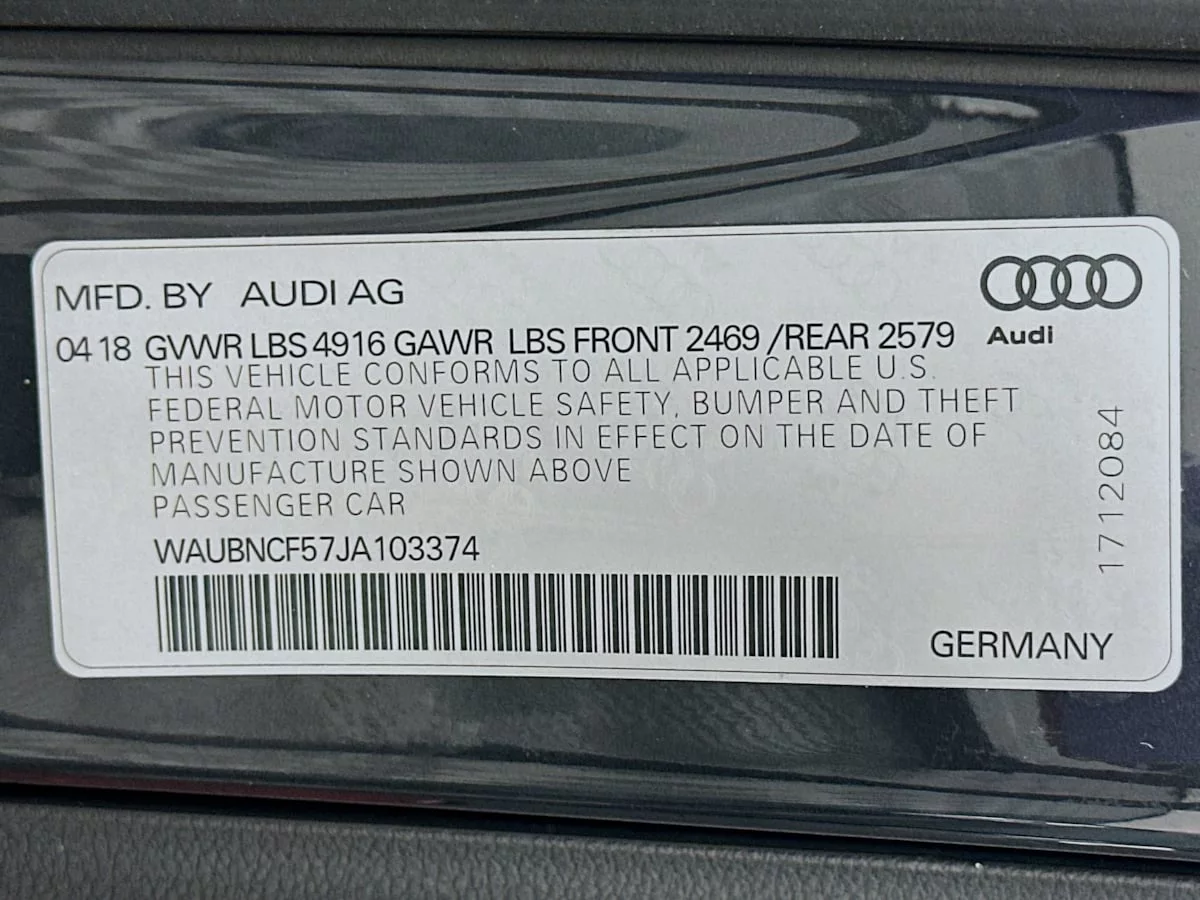 MFD. BY AUDI AG
Audi
04 18 GVWR LBS 4916 GAWR LBS FRONT 2469 /REAR 2579
THIS VEHICLE CONFORMS TO ALL APPLICABLE U.S.
FEDERAL MOTOR VEHICLE SAFETY, BUMPER AND THEFT
PREVENTION STANDARDS IN EFFECT ON THE DATE OF
MANUFACTURE SHOWN ABOVE
PASSENGER CAR
WAUBNCF57JA103374
1712084
GERMANY